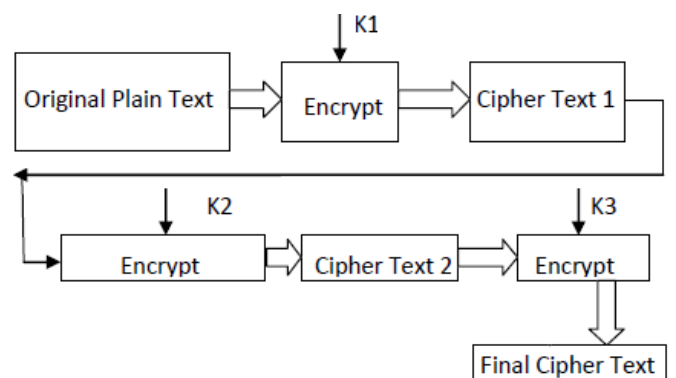 K1
Original Plain Text
Encrypt
Cipher Text 1
K2
K3
Encrypt
Cipher Text 2
Encrypt
Final Cipher Text